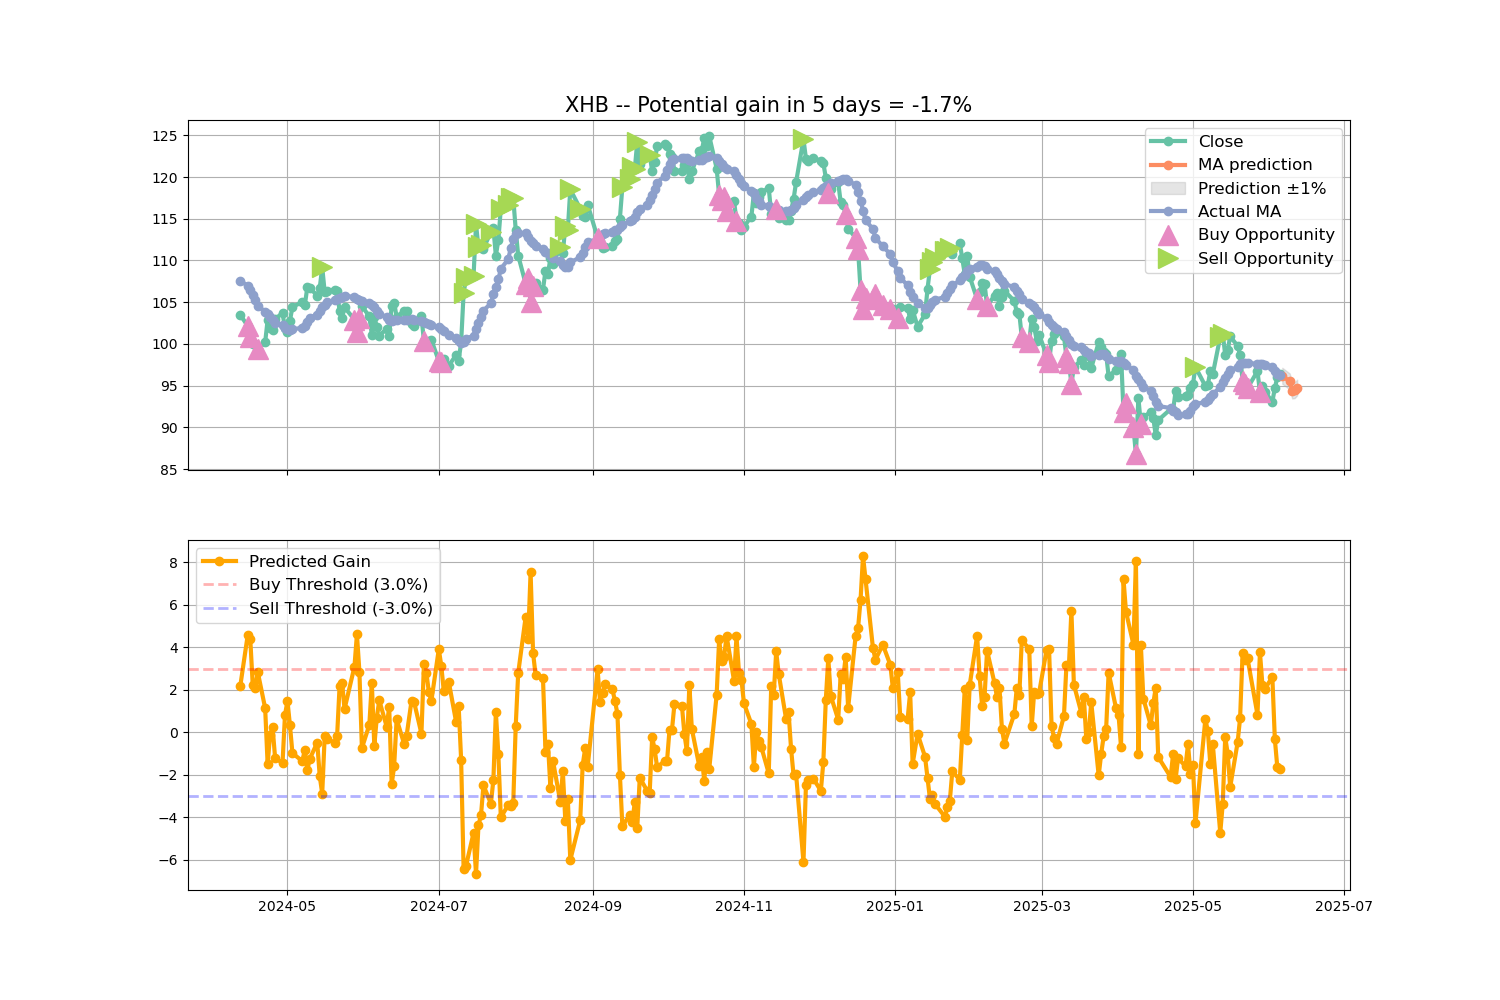 XHB -- Potential gain in 5 days = -1.7%
125
120
115
110
105
100
95
90
85
Close
MA prediction
Prediction ±1%
Actual MA
Buy Opportunity
Sell Opportunity
8
6
4
2
0
−2
−4
−6
Predicted Gain
Buy Threshold (3.0%)
Sell Threshold (-3.0%)
2024-05
2024-07
2024-09
2024-11
2025-01
2025-03
2025-05
2025-07